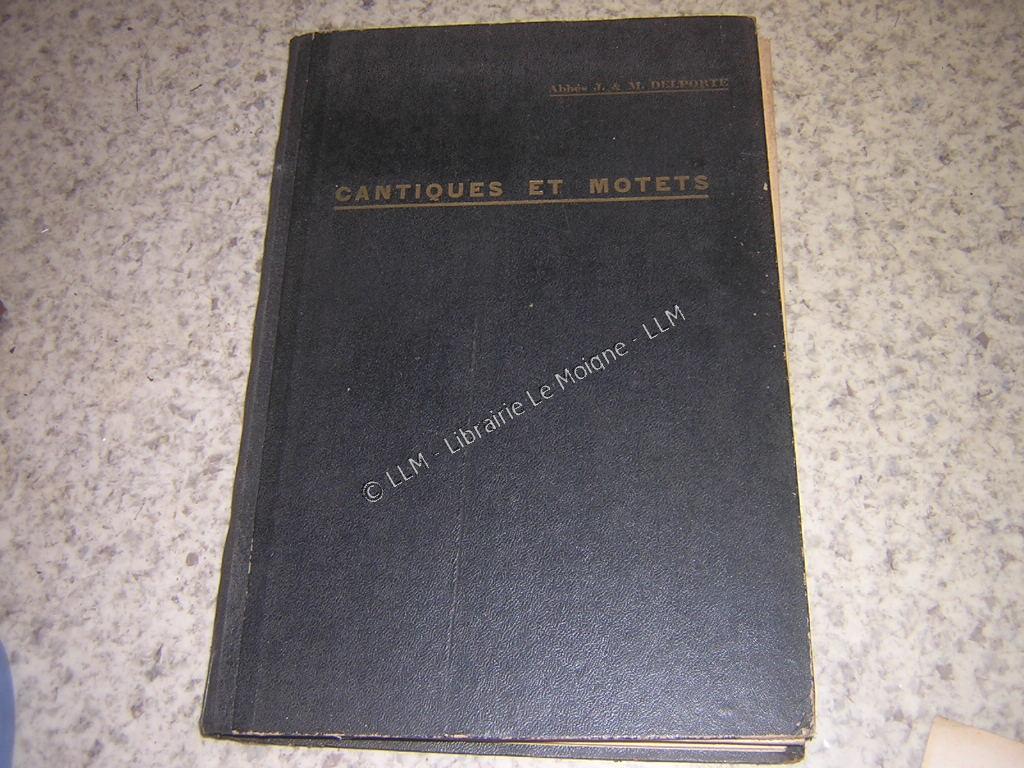 Abbés J. & M. DELPORTE
CANTIQUES ET MOTETS
© LLM - Librairie Le Moigne - LLM